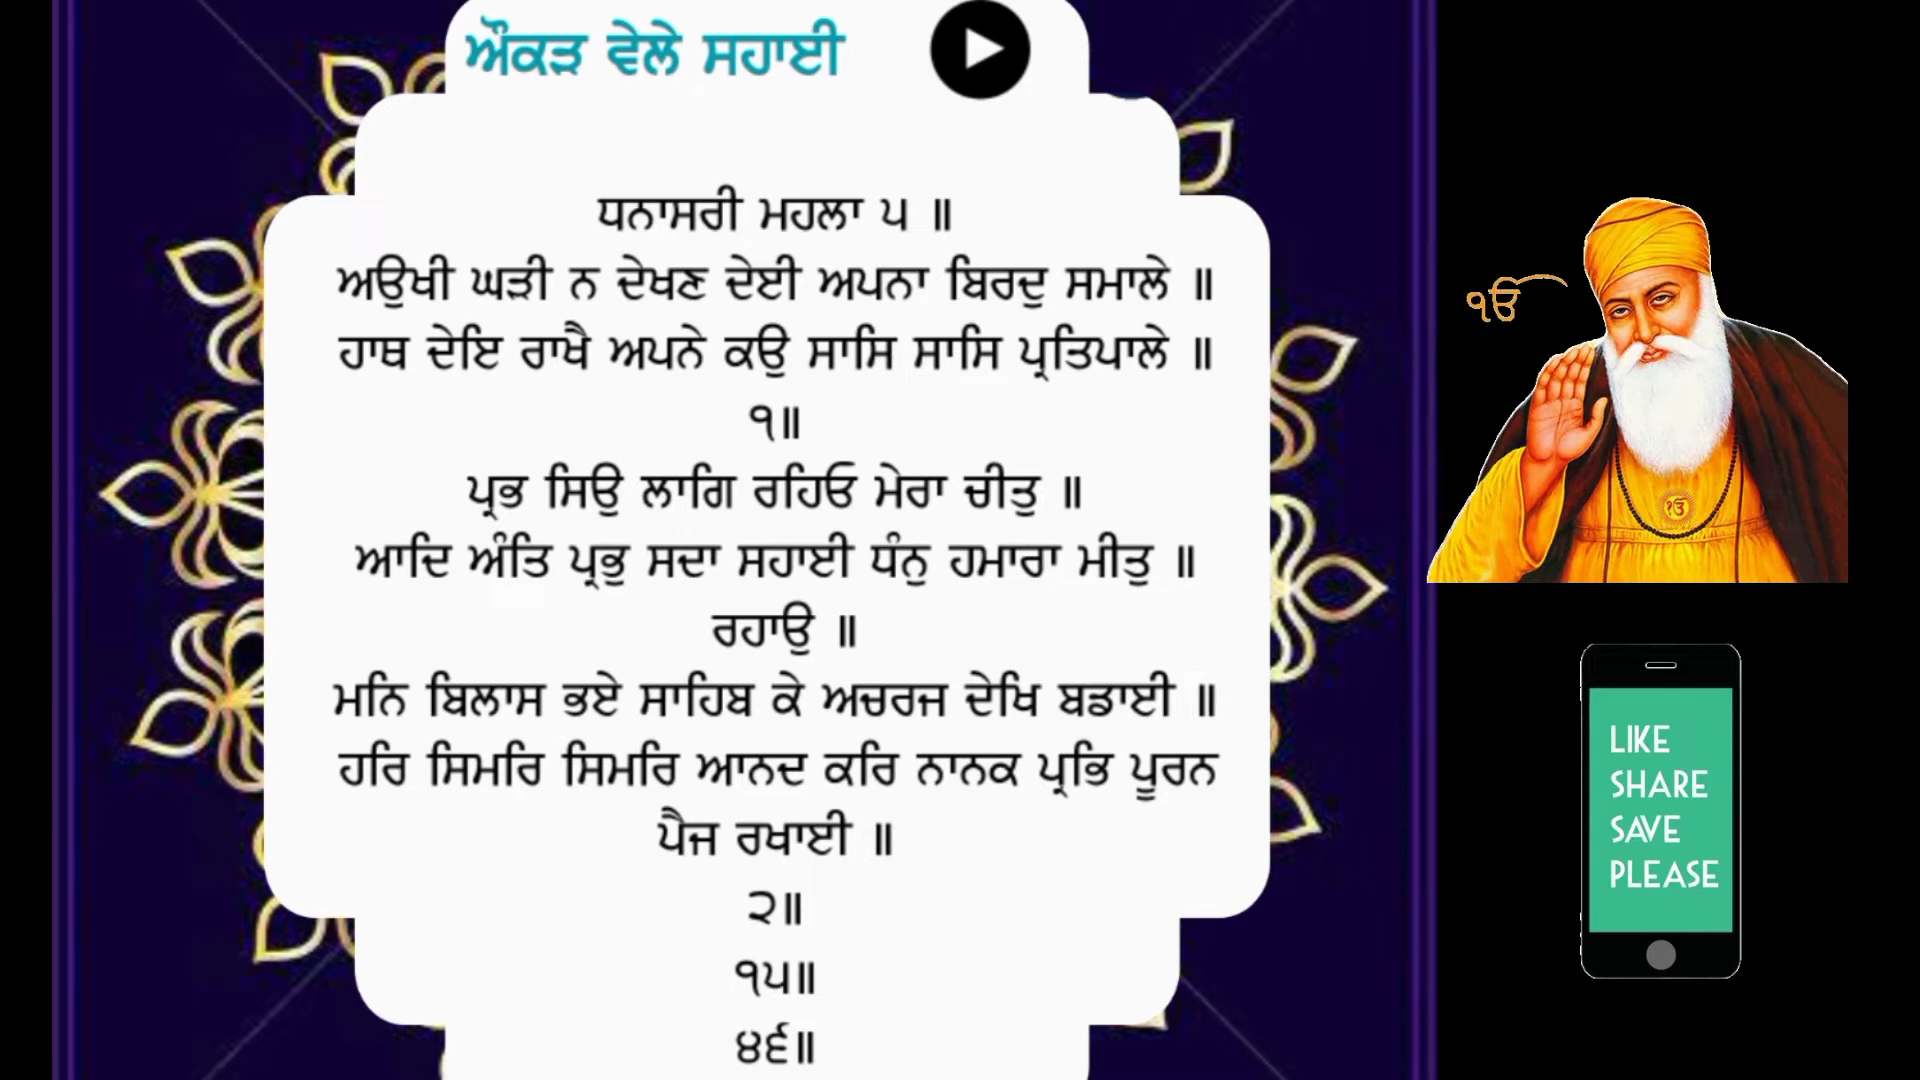 ਔਕੜ ਵੇਲੇ ਸਹਾਈ
ਧਨਾਸਰੀ ਮਹਲਾ ੫ ॥
ਅਉਖੀ ਘੜੀ ਨ ਦੇਖਣ ਦੇਈ ਅਪਨਾ ਬਿਰਦੁ ਸਮਾਲੇ ॥
ਹਾਥ ਦੇਇ ਰਾਖੈ ਅਪਨੇ ਕਉ ਸਾਸਿ ਸਾਸਿ ਪ੍ਰਤਿਪਾਲੇ ॥
੧॥
ਪ੍ਰਭ ਸਿਉ ਲਾਗਿ ਰਹਿਓ ਮੇਰਾ ਚੀਤੁ ॥
ਆਦਿ ਅੰਤਿ ਪ੍ਰਭੁ ਸਦਾ ਸਹਾਈ ਧੰਨੁ ਹਮਾਰਾ ਮੀਤੁ ॥
ਰਹਾਉ ॥
ਮਨਿ ਬਿਲਾਸ ਭਏ ਸਾਹਿਬ ਕੇ ਅਚਰਜ ਦੇਖਿ ਬਡਾਈ ॥
ਹਰਿ ਸਿਮਰਿ ਸਿਮਰਿ ਆਨਦ ਕਰਿ ਨਾਨਕ ਪ੍ਰਭਿ ਪੂਰਨ
ਪੈਜ ਰਖਾਈ ॥
੨॥
੧੫॥
੪੬॥
ੴ
ੴ
LIKE
SHARE
SAVE
PLEASE